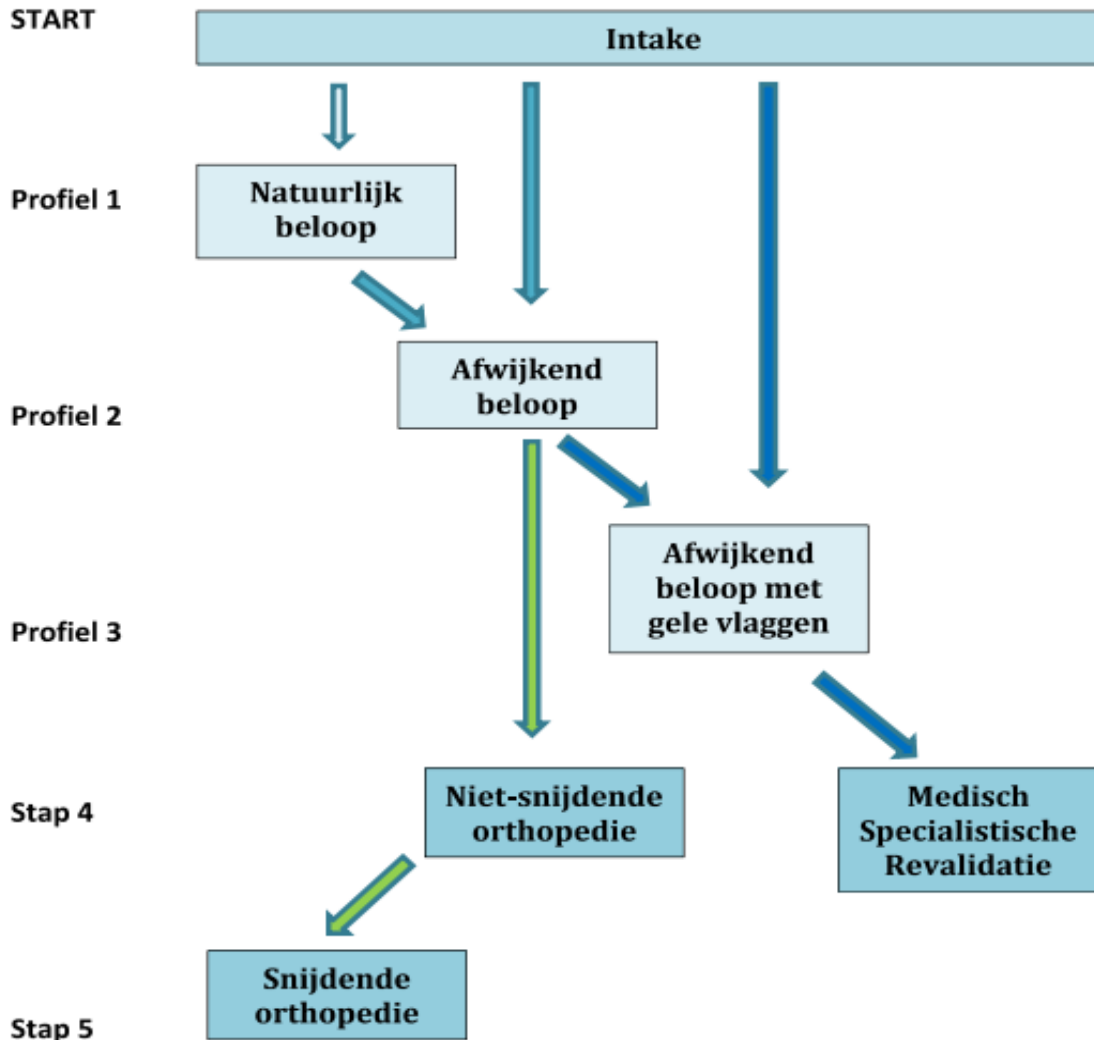 START
Intake
Profiel 1
Natuurlijk
beloop
Profiel 2
Afwijkend
beloop
Profiel 3
Afwijkend
beloop met
gele vlaggen
Stap 4
Niet-snijdende
orthopedie
Medisch
Specialistische
Revalidatie
Stap 5
Snijdende
orthopedie